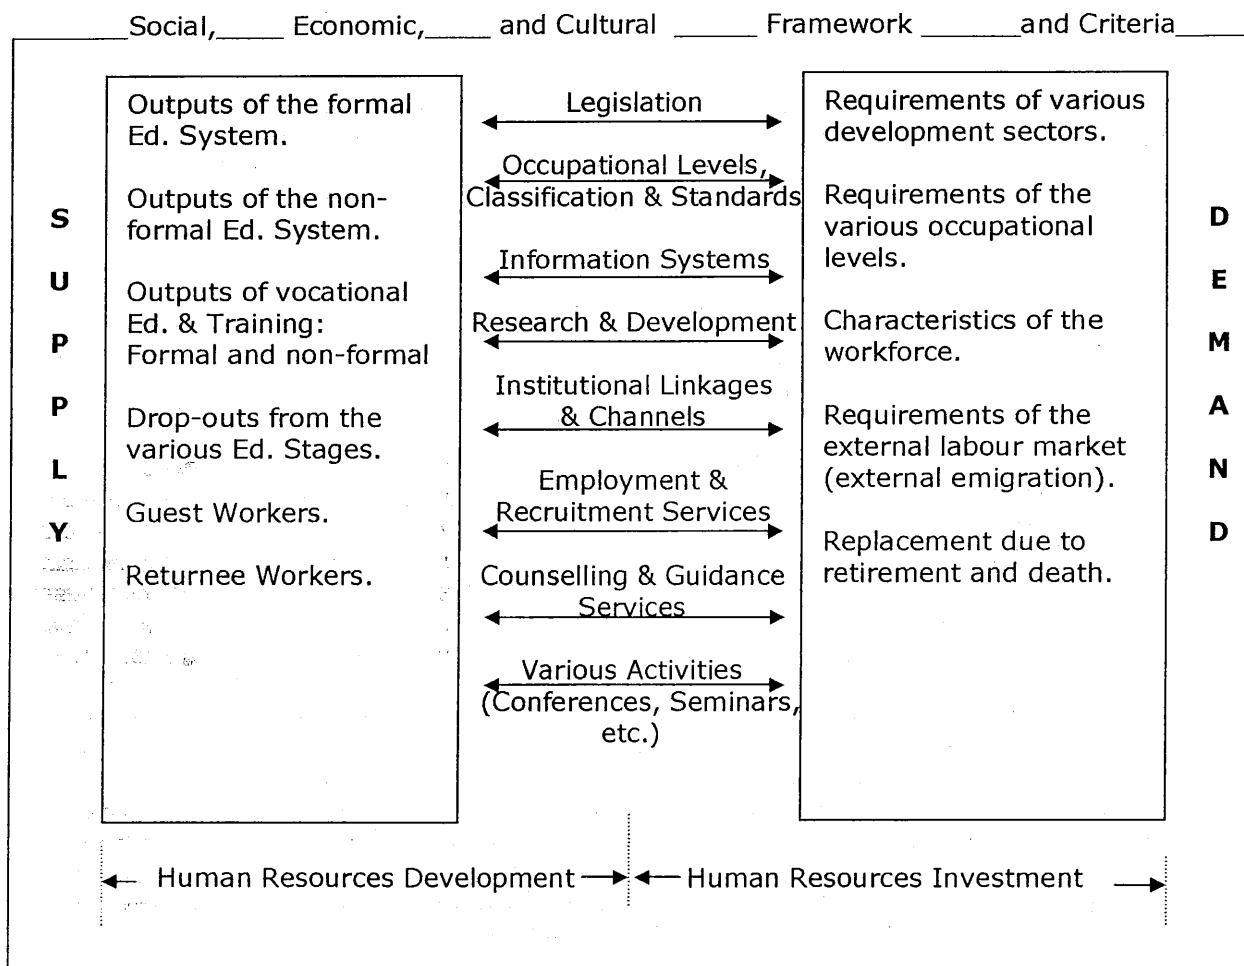 Social, Economic, and Cultural Framework and Criteria
SUPPLY
Outputs of the formal
Ed. System.
Outputs of the non-
formal Ed. System.
Outputs of vocational
Ed. & Training:
Formal and non-formal
Drop-outs from the
various Ed. Stages.
Guest Workers.
Returnee Workers.
Legislation
Occupational Levels,
Classification & Standards
Information Systems
Research & Development
Institutional Linkages
& Channels
Employment &
Recruitment Services
Counselling & Guidance
Services
Various Activities
(Conferences, Seminars,
etc.)
Requirements of various
development sectors.
Requirements of the
various occupational
levels.
Characteristics of the
workforce.
Requirements of the
external labour market
(external emigration).
Replacement due to
retirement and death.
DEMAND
Human Resources Development
Human Resources Investment